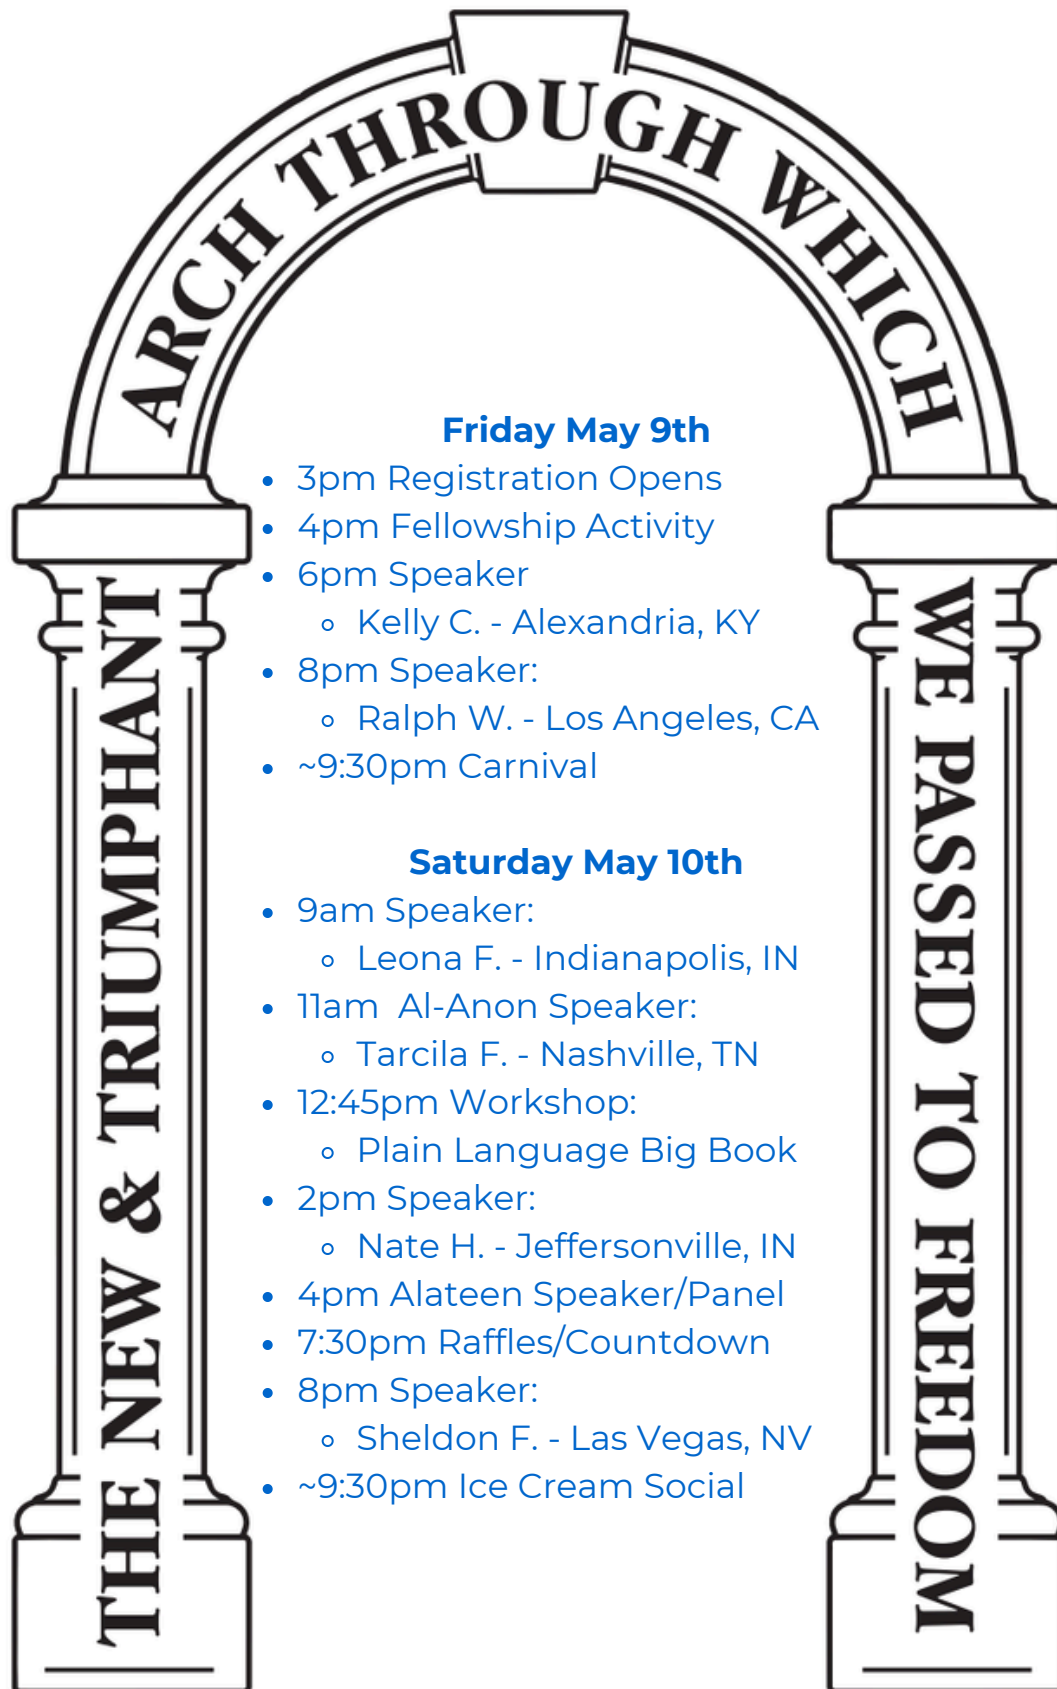 THE NEW & TRIUMPHANT
ARCH THROUGH WHICH
WE PASSED TO FREEDOM
Friday May 9th
• 3pm Registration Opens
• 4pm Fellowship Activity
• 6pm Speaker
◦ Kelly C. - Alexandria, KY
• 8pm Speaker:
◦ Ralph W. - Los Angeles, CA
• ~9:30pm Carnival
Saturday May 10th
• 9am Speaker:
◦ Leona F. - Indianapolis, IN
• 11am  Al-Anon Speaker:
◦ Tarcila F. - Nashville, TN
• 12:45pm Workshop:
◦ Plain Language Big Book
• 2pm Speaker:
◦ Nate H. - Jeffersonville, IN
• 4pm Alateen Speaker/Panel
• 7:30pm Raffles/Countdown
• 8pm Speaker:
◦ Sheldon F. - Las Vegas, NV
• ~9:30pm Ice Cream Social